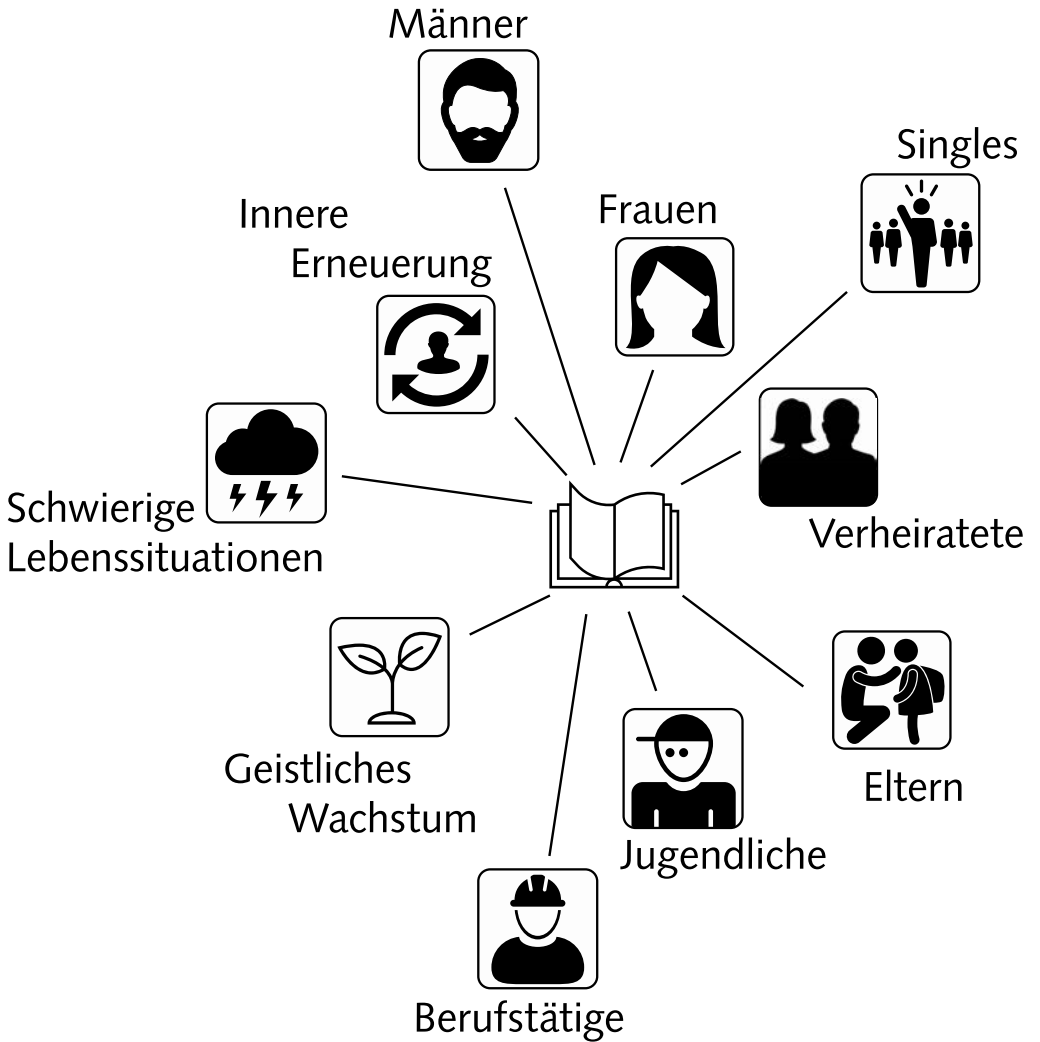 Männer
Singles
Innere
Erneuerung
Frauen
Schwierige
Lebenssituationen
Verheiratete
Geistliches
Wachstum
Eltern
Jugendliche
Berufstätige